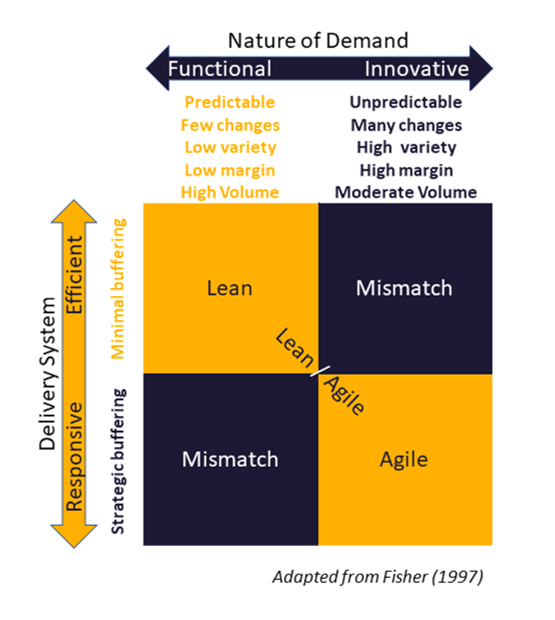 Nature of Demand
Functional Innovative
Predictable
Few changes
Low variety
Low margin
High Volume
Unpredictable
Many changes
High variety
High margin
Moderate Volume
Delivery System
Efficient
Responsive
Minimal buffering
Strategic buffering
Lean
Mismatch
Lean
Agile
Mismatch
Agile
Adapted from Fisher (1997)